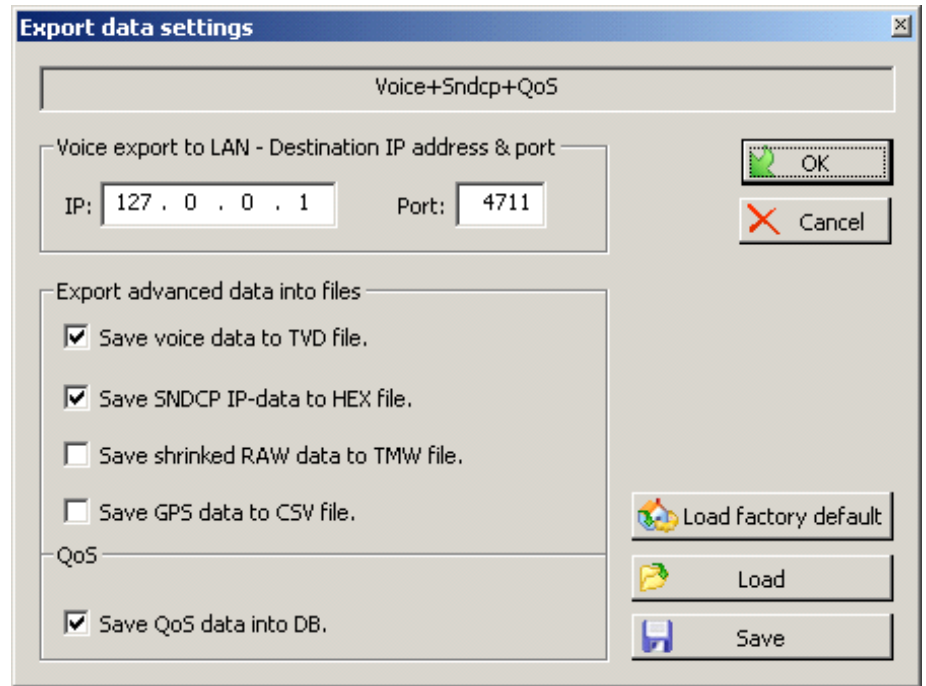 Export data settings
Voice+Sndcp+QoS
Voice export to LAN - Destination IP address & port
IP: 127 . 0 . 0 . 1 Port: 4711
OK
Cancel
Export advanced data into files
Save voice data to TVD file.
Save SNDCP IP-data to HEX file.
Save shrinked RAW data to TMW file.
Save GPS data to CSV file.
Load factory default
QoS
Load
Save QoS data into DB.
Save